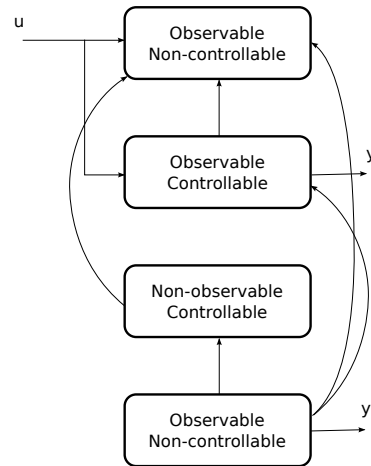 u
Observable
Non-controllable
Observable
Controllable
y
Non-observable
Controllable
Observable
Non-controllable
y